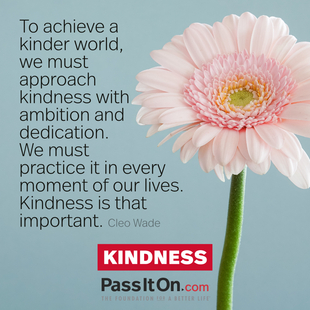 To achieve a
kinder world,
we must
approach
kindness with
ambition and
dedication.
We must
practice it in every
moment of our lives.
Kindness is that
important. Cleo Wade
KINDNESS
PassItOn.com
THE FOUNDATION FOR A BETTER LIFE